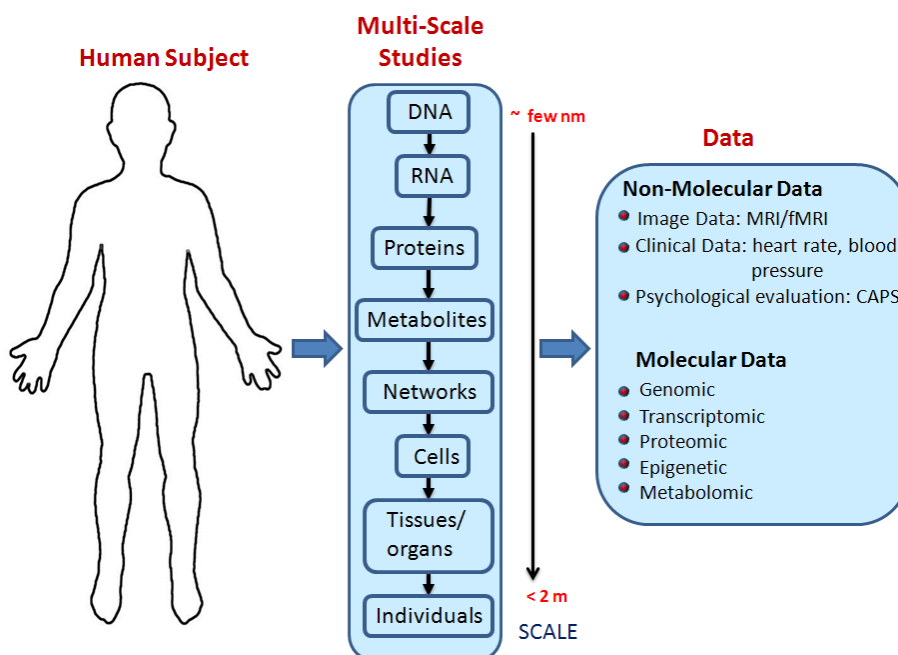 Human Subject
Multi-Scale
Studies
DNA
RNA
Proteins
Metabolites
Networks
Cells
Tissues/
organs
Individuals
~ few nm
< 2 m
SCALE
Data
Non-Molecular Data
Image Data: MRI/fMRI
Clinical Data: heart rate, blood
pressure
Psychological evaluation: CAPS
Molecular Data
Genomic
Transcriptomic
Proteomic
Epigenetic
Metabolomic